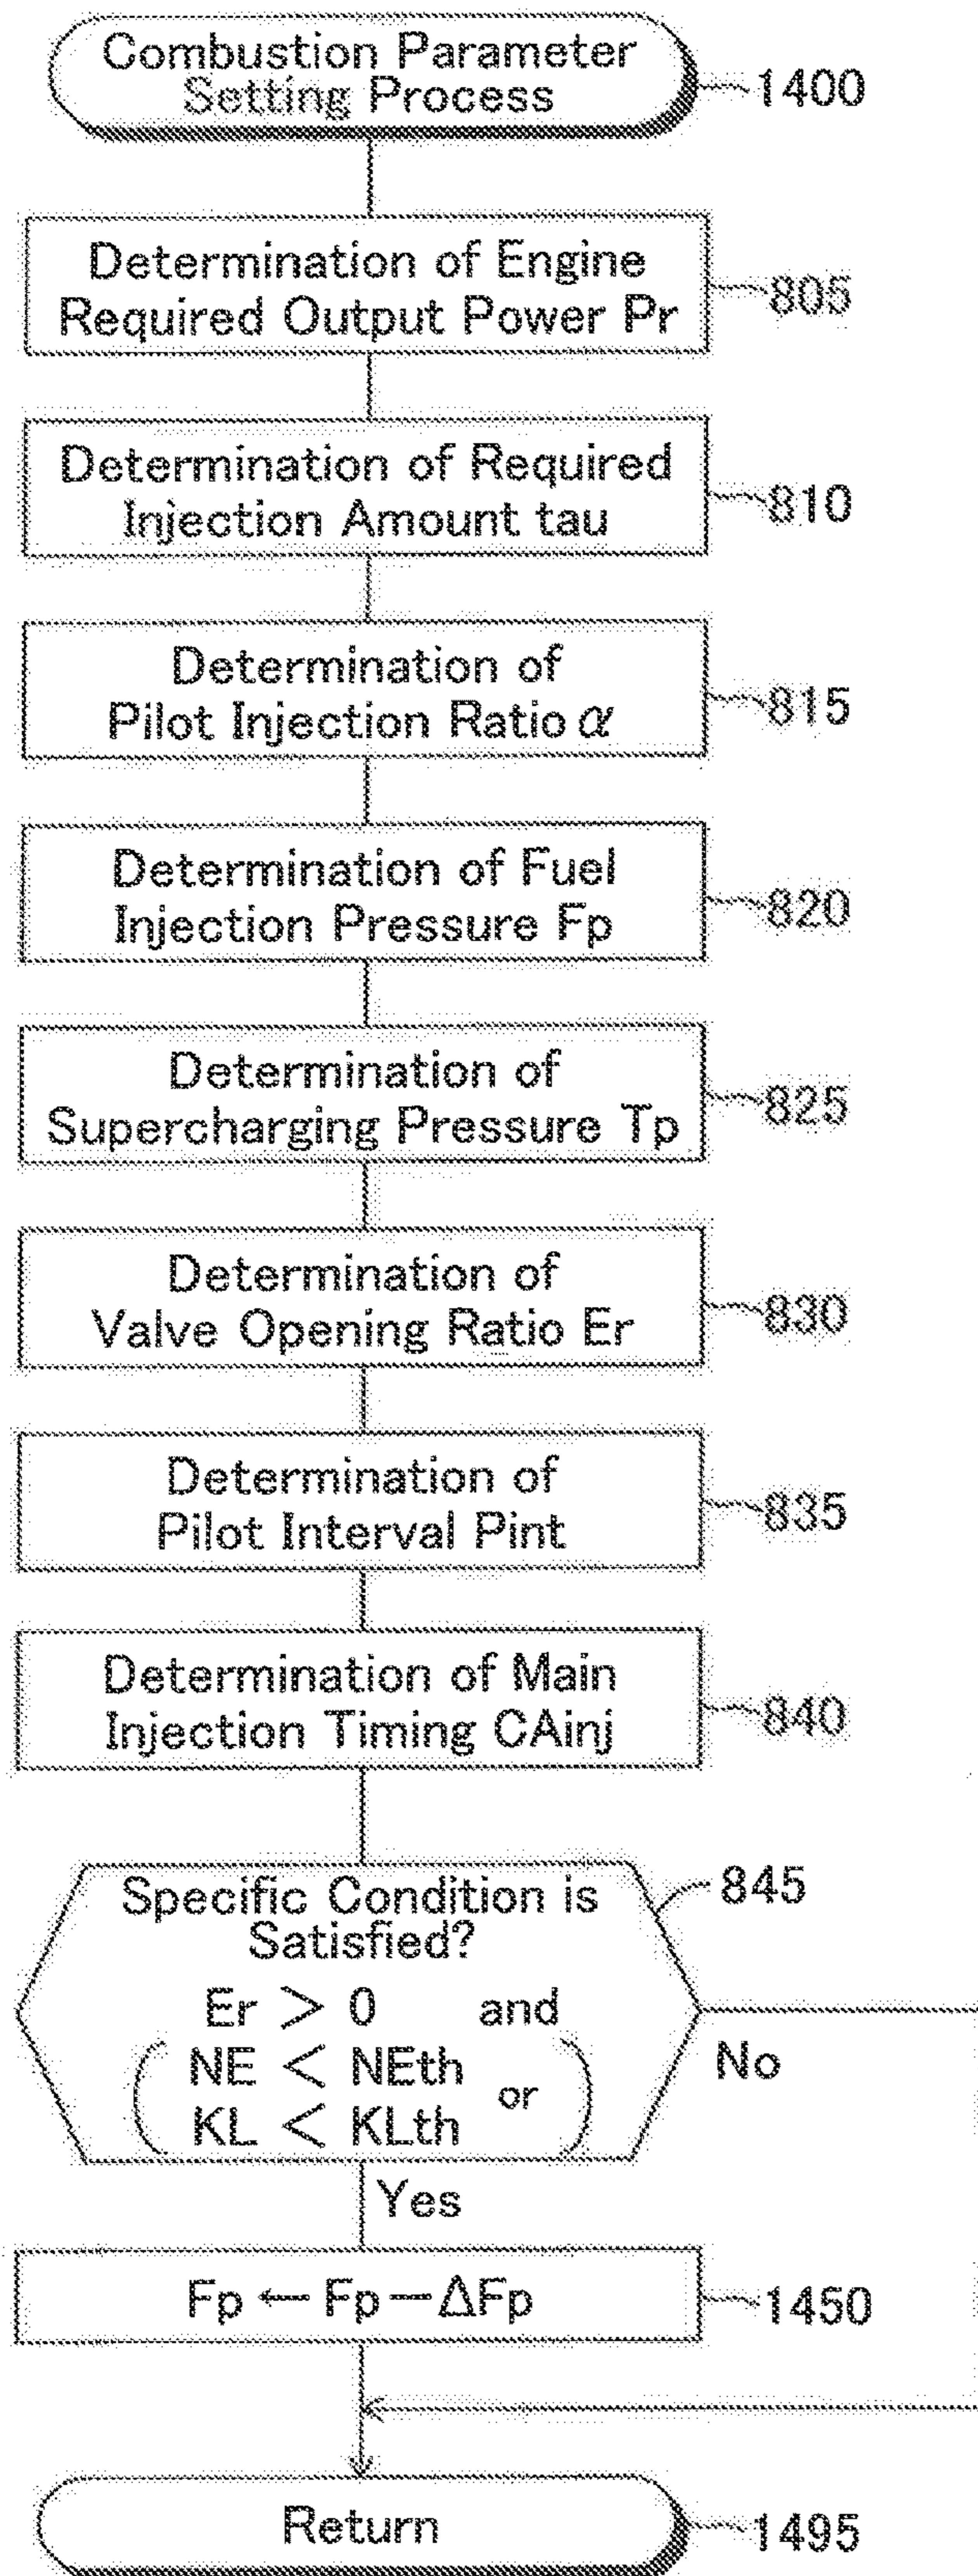 Combustion Parameter
Setting Process
1400
Determination of Engine
Required Output Power Pr
805
Determination of Required
Injection Amount tau
810
Determination of
Pilot Injection Ratio α
815
Determination of Fuel
Injection Pressure Fp
820
Determination of
Supercharging Pressure Tp
825
Determination of
Valve Opening Ratio Er
830
Determination of
Pilot Interval Pint
835
Determination of Main
Injection Timing CAinj
840
Specific Condition is
Satisfied?
845
Er > 0 and
( NE < NEth or
KL < KLth )
No
Yes
Fp ← Fp − ΔFp
1450
Return
1495